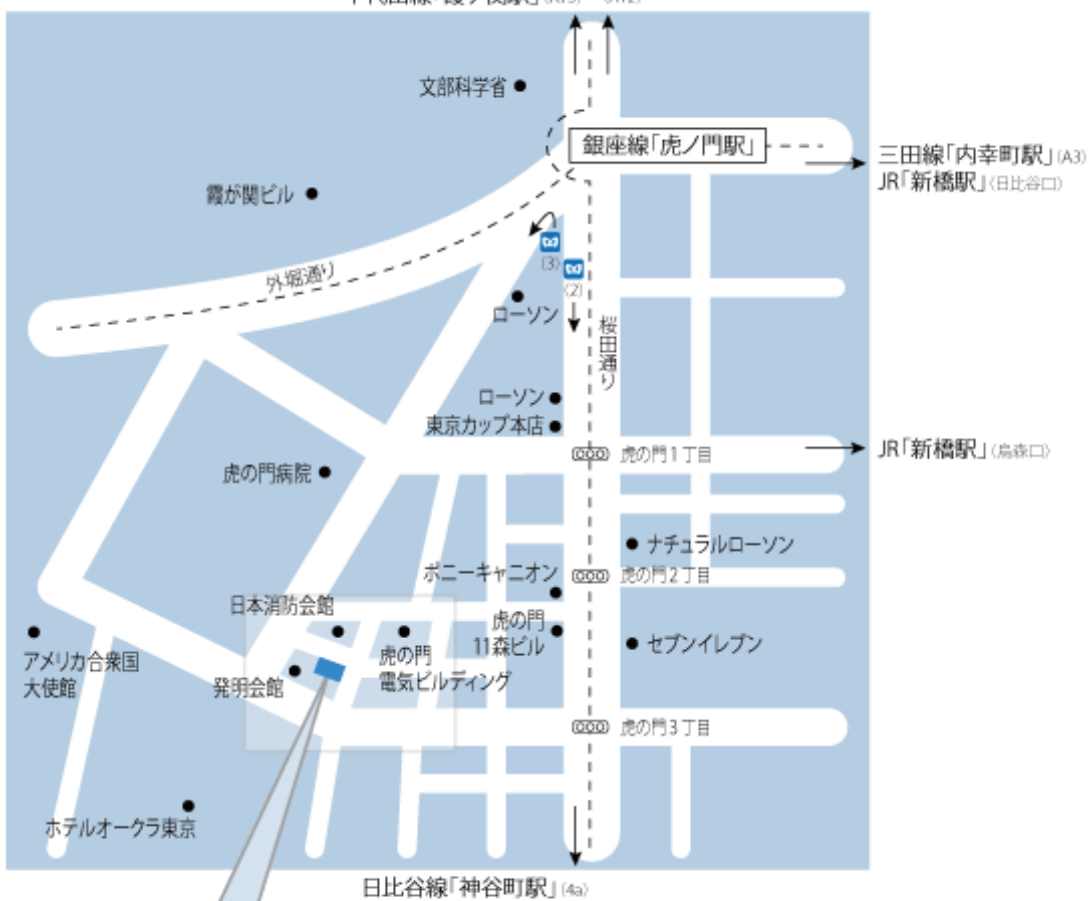 文部科学省
銀座線「虎ノ門駅」
三田線「内幸町駅」(A3)
JR「新橋駅」(日比谷口)
霞が関ビル
外堀通り
(3)
(2)
ローソン
桜田通り
ローソン
東京カップ本店
虎の門1丁目
JR「新橋駅」(烏森口)
虎の門病院
ナチュラルローソン
ポニーキャニオン
虎の門2丁目
日本消防会館
虎の門
11森ビル
セブンイレブン
アメリカ合衆国
大使館
発明会館
虎の門
電気ビルディング
虎の門3丁目
ホテルオークラ東京
日比谷線「神谷町駅」(4a)